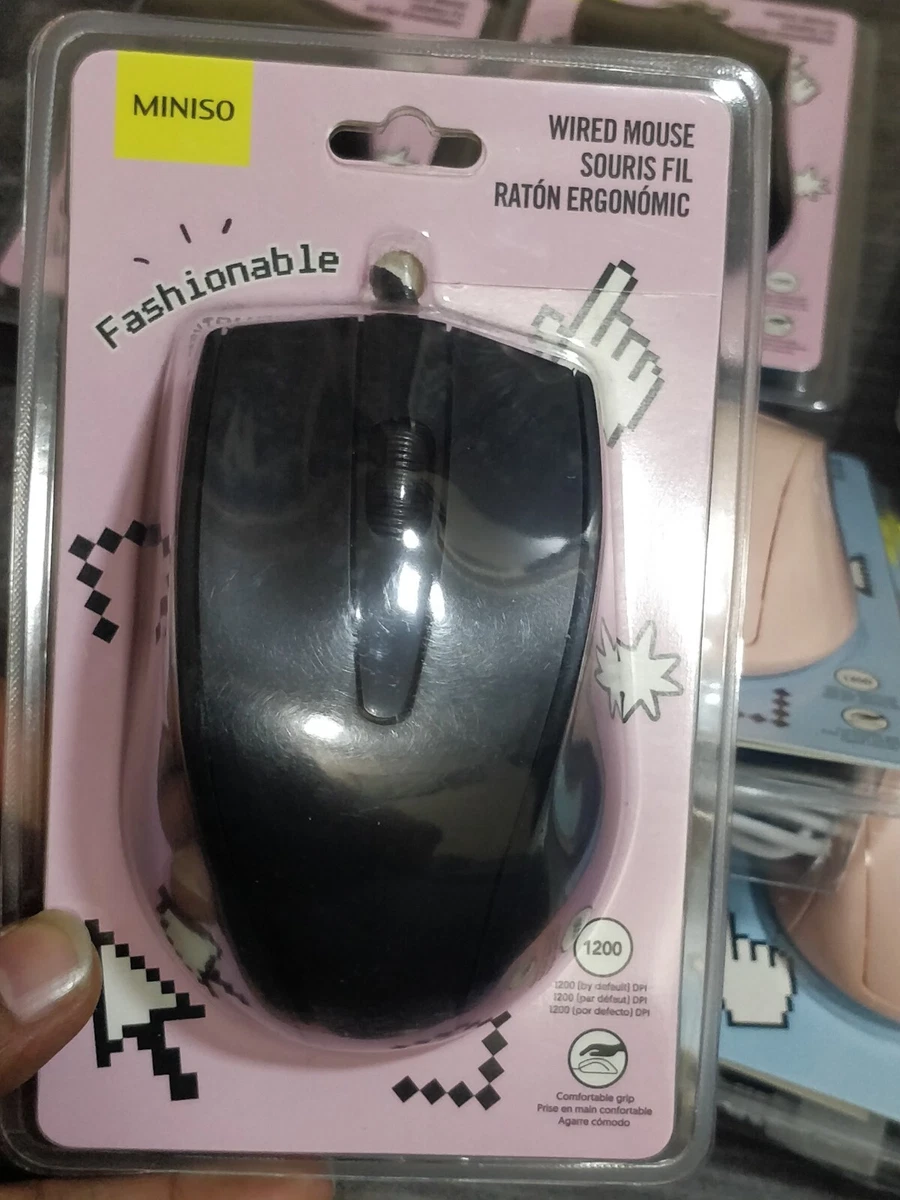 MINISO
WIRED MOUSE
SOURIS FIL
RATÓN ERGONÓMIC
Fashionable
1200
1200 (by default) DPI
1200 (par défaut) DPI
1200 (por defecto) DPI
Comfortable grip
Prise en main confortable
Agarre cómodo